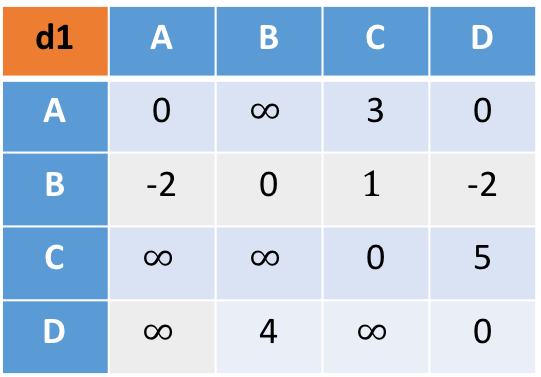 d1 A B C D
A 0 ∞ 3 0
B -2 0 1 -2
C ∞ ∞ 0 5
D ∞ 4 ∞ 0